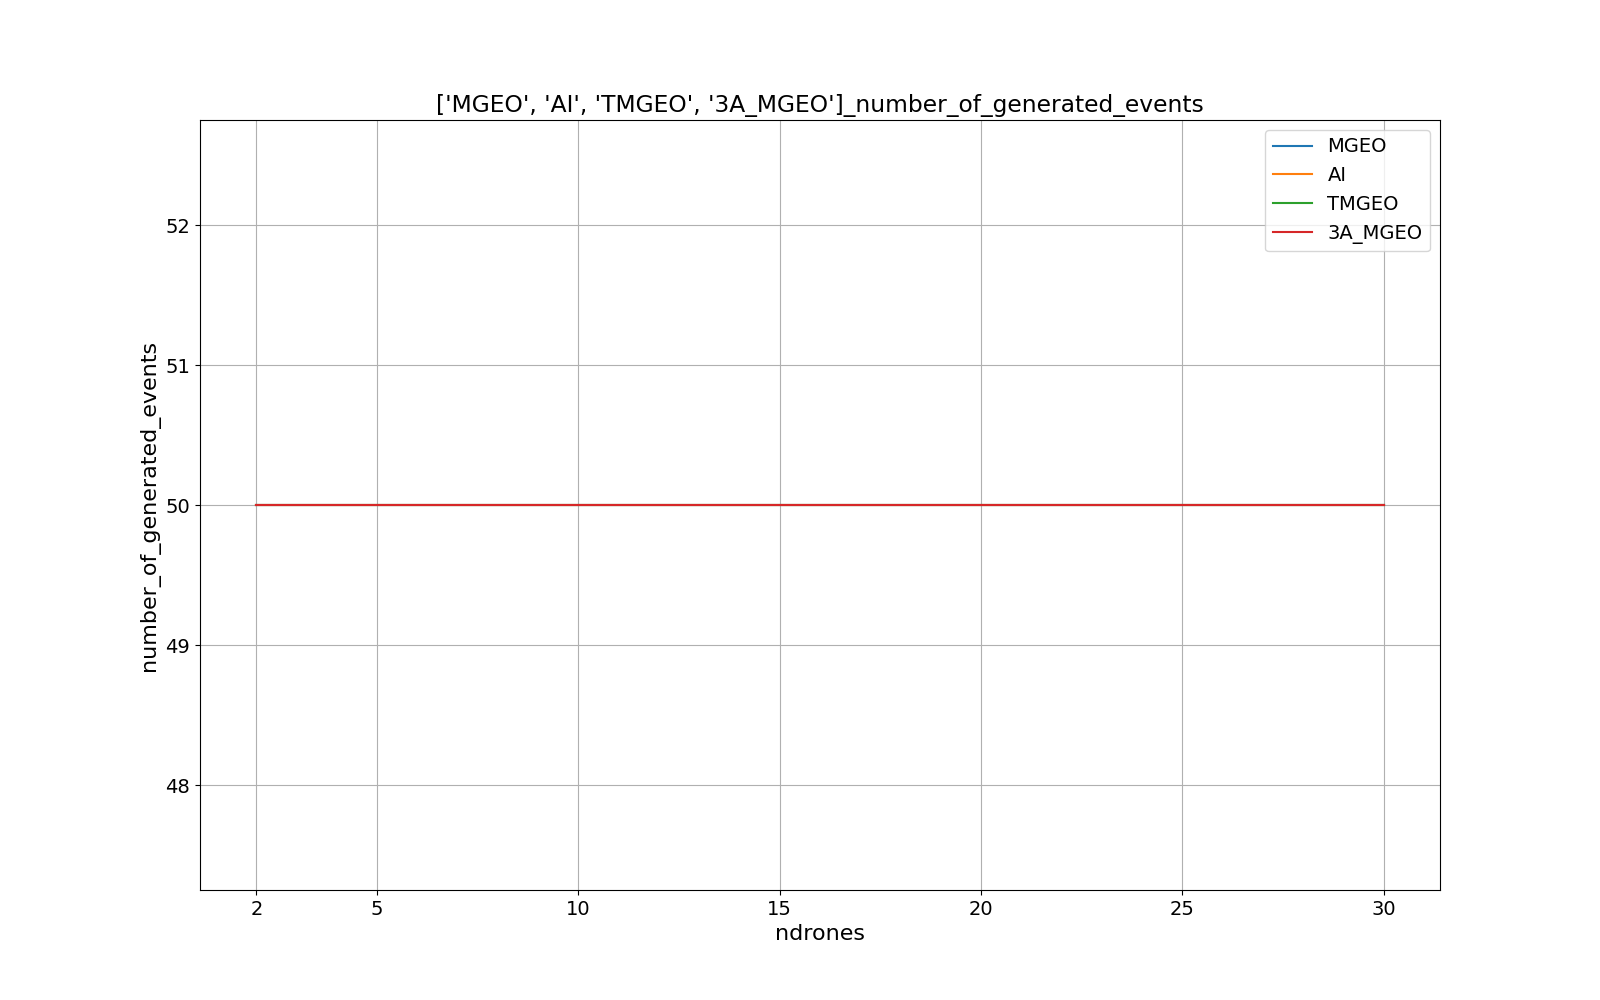 ['MGEO', 'AI', 'TMGEO', '3A_MGEO']_number_of_generated_events
MGEO
AI
TMGEO
3A_MGEO
number_of_generated_events
52
51
50
49
48
2 5 10 15 20 25 30
ndrones